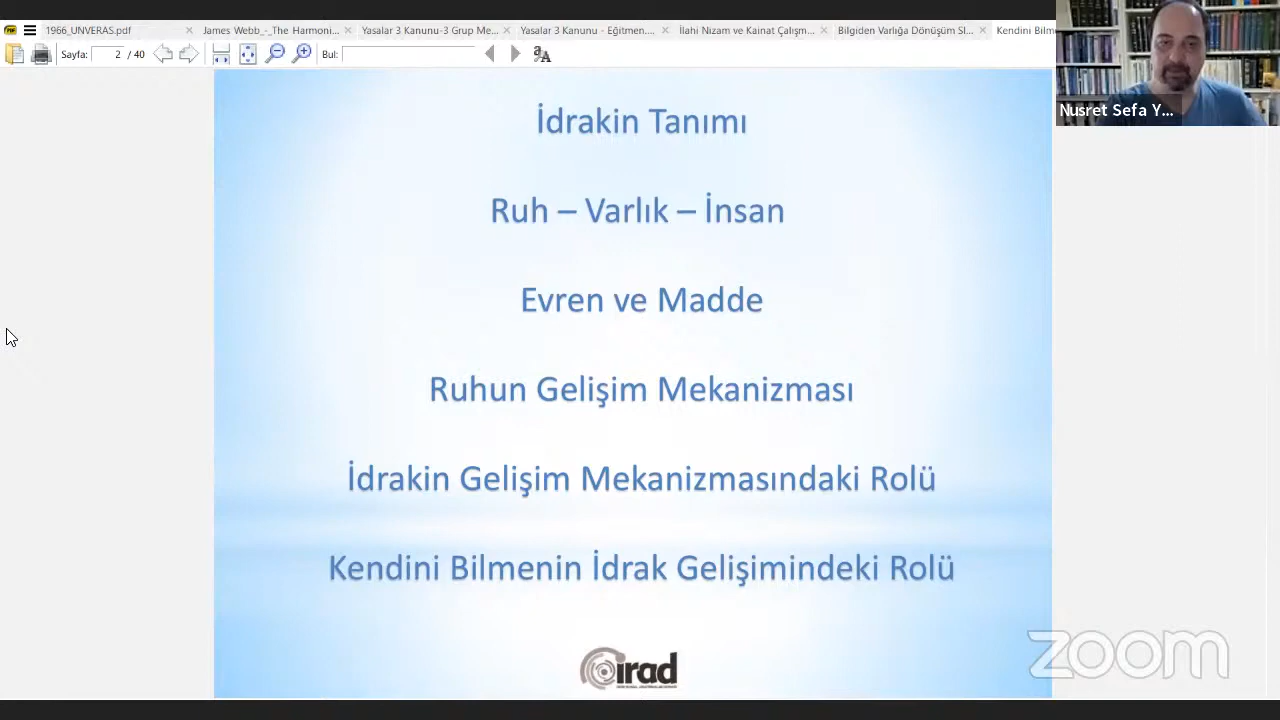 1966_UNVERAS.pdf
James Webb_-_The Harmoni...
Yasalar 3 Kanunu-3 Grup Me...
Yasalar 3 Kanunu - Eğitmen....
İlahi Nizam ve Kainat Çalışm...
Bilgiden Varlığa Dönüşüm Sl...
Kendini Bilm
Sayfa: 2 / 40 Bul:
Nusret Sefa Y...
İdrakin Tanımı
Ruh – Varlık – İnsan
Evren ve Madde
Ruhun Gelişim Mekanizması
İdrakin Gelişim Mekanizmasındaki Rolü
Kendini Bilmenin İdrak Gelişimindeki Rolü
irad
zoom